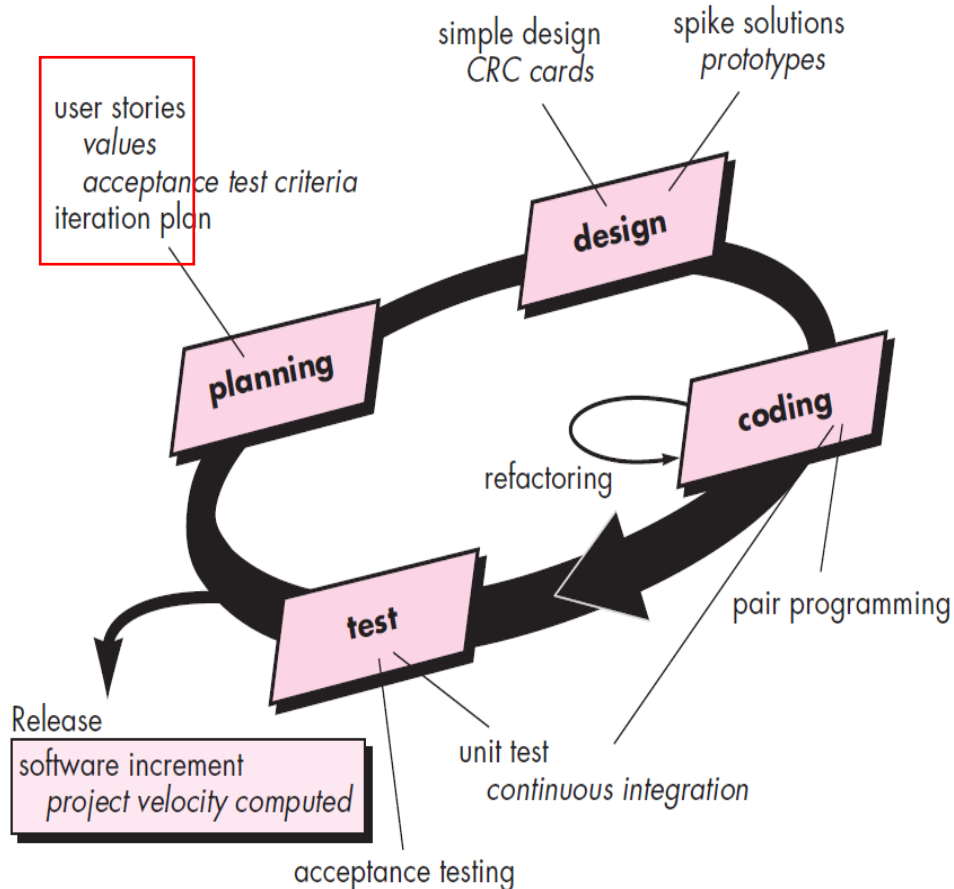 simple design
CRC cards
spike solutions
prototypes
user stories
values
acceptance test criteria
iteration plan
design
planning
coding
refactoring
test
pair programming
Release
software increment
project velocity computed
unit test
continuous integration
acceptance testing